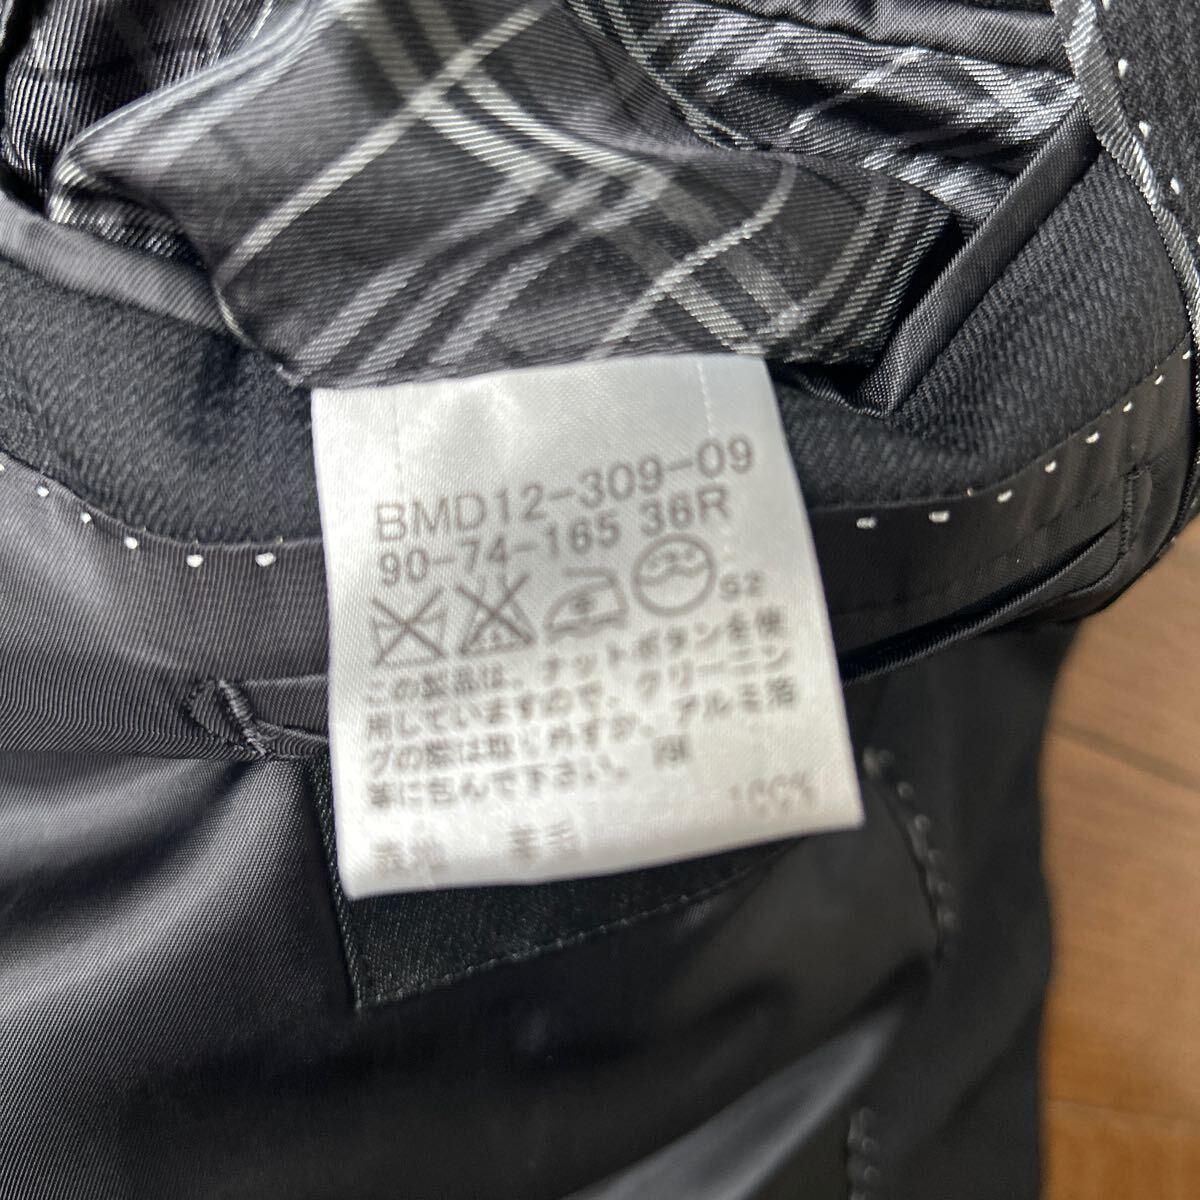 BMD12-309-09
90-74-165 36R
52
この製品は、ナットボタンを使
用していますので、クリーニン
グの際は取り外すか、アルミ箔
等に包んで下さい。
毛 100%